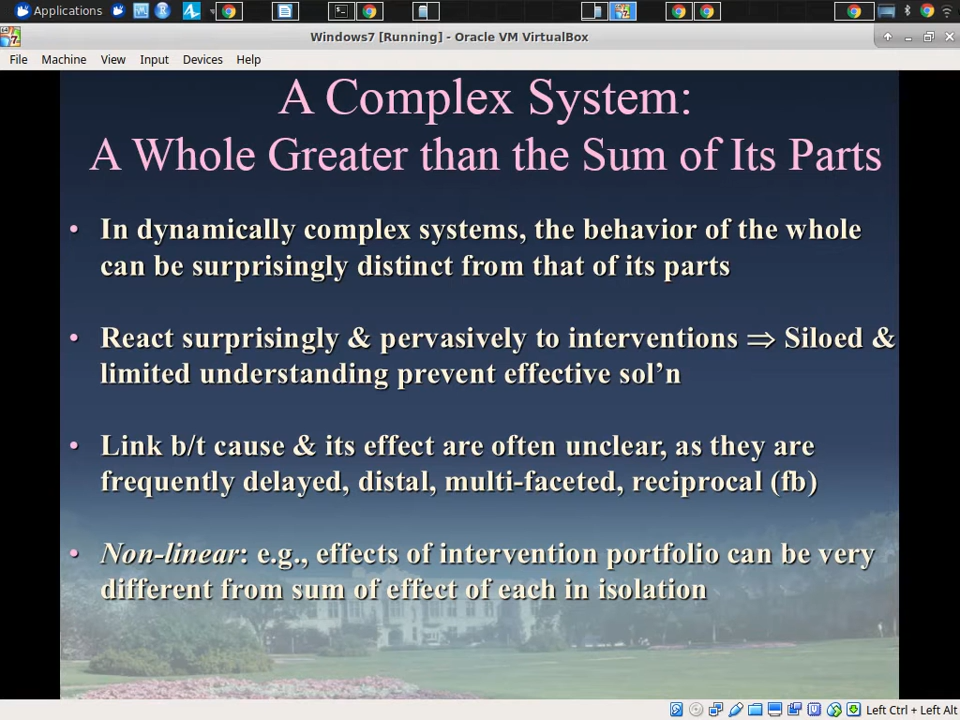 Applications
Windows7 [Running] - Oracle VM VirtualBox
File Machine View Input Devices Help
A Complex System:
A Whole Greater than the Sum of Its Parts
• In dynamically complex systems, the behavior of the whole
can be surprisingly distinct from that of its parts
• React surprisingly & pervasively to interventions ⇒ Siloed &
limited understanding prevent effective sol’n
• Link b/t cause & its effect are often unclear, as they are
frequently delayed, distal, multi-faceted, reciprocal (fb)
• Non-linear: e.g., effects of intervention portfolio can be very
different from sum of effect of each in isolation
Left Ctrl + Left Alt